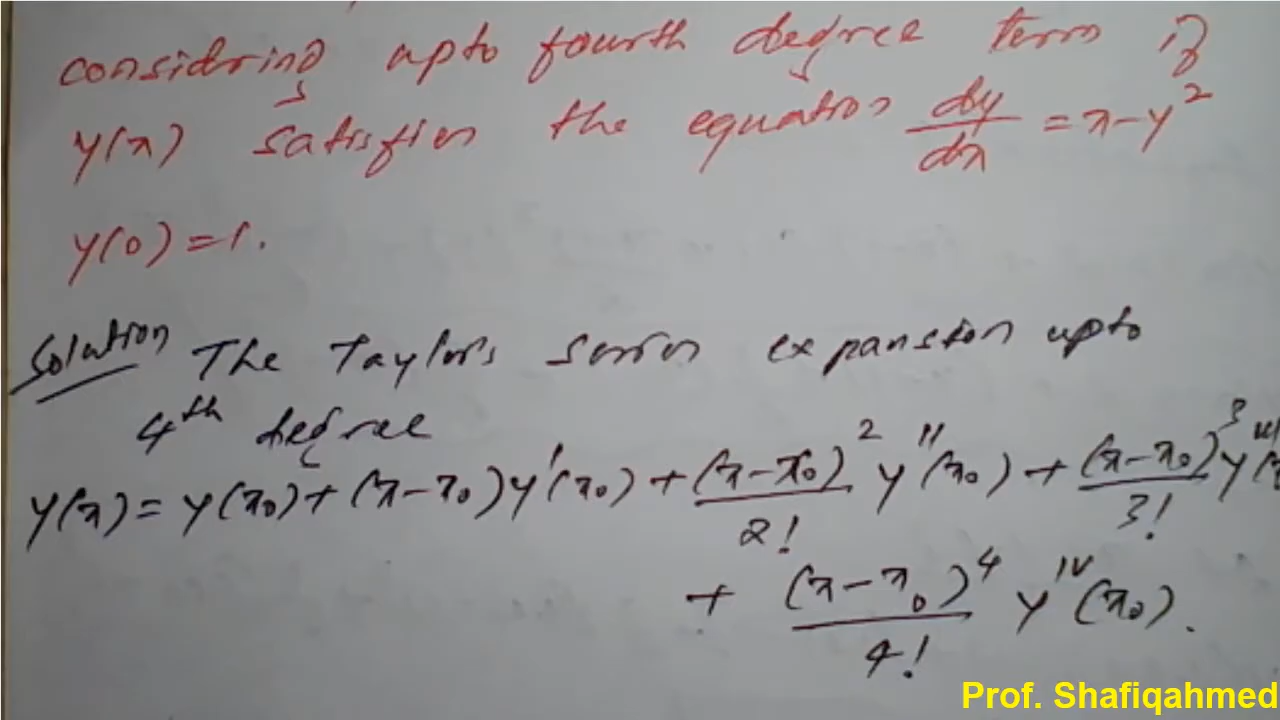 considring upto fourth degree term if
y(x) satisfies the equation dy/dx = x-y²
y(0)=1.
Solution The Taylor's series expansion upto
4th degree
y(x) = y(x₀) + (x-x₀)y'(x₀) + (x-x₀)²/2! y''(x₀) + (x-x₀)³/3! y'''(x
+ (x-x₀)⁴/4! yⁱᵛ(x₀).
Prof. Shafiqahmed